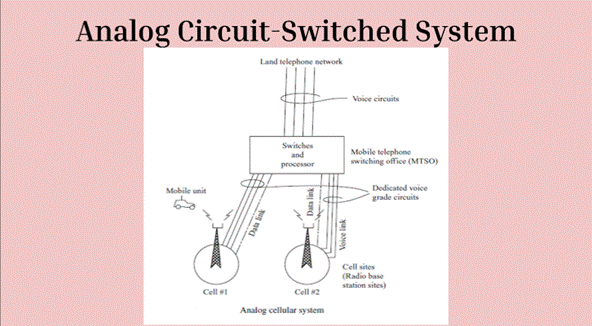 Analog Circuit-Switched System
Land telephone network
Voice circuits
Switches
and
processor
Mobile telephone
switching office (MTSO)
Mobile unit
Dedicated voice
grade circuits
Data link
Data link
Voice link
Cell sites
(Radio base
station sites)
Cell #1
Cell #2
Analog cellular system